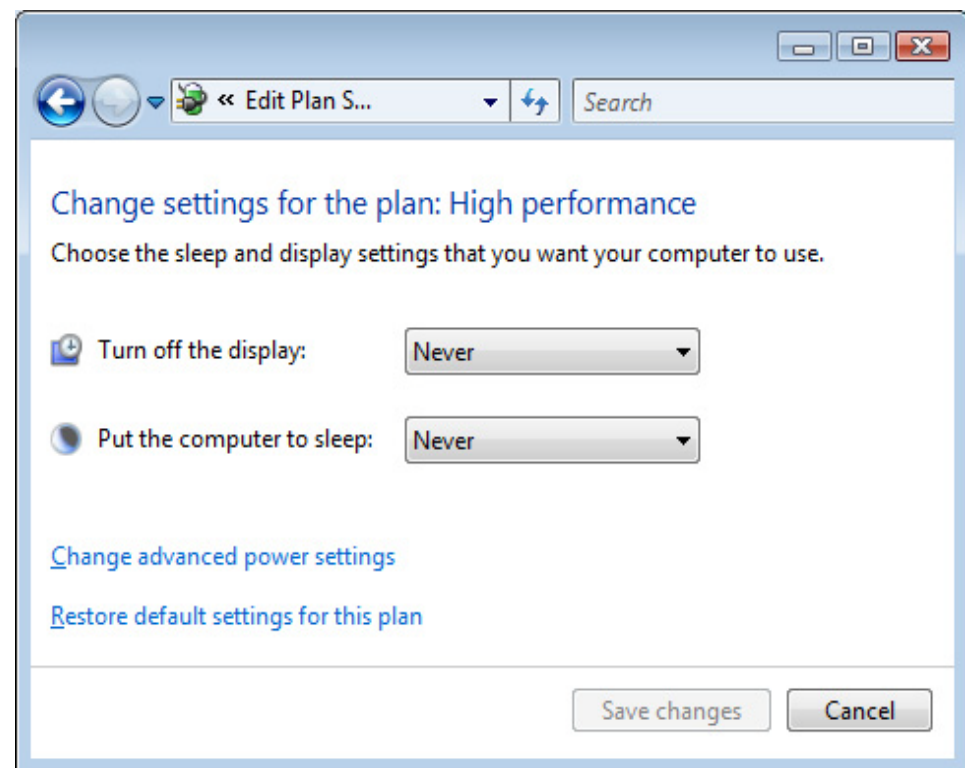 « Edit Plan S...
Search
Change settings for the plan: High performance
Choose the sleep and display settings that you want your computer to use.
Turn off the display: Never
Put the computer to sleep: Never
Change advanced power settings
Restore default settings for this plan
Save changes Cancel